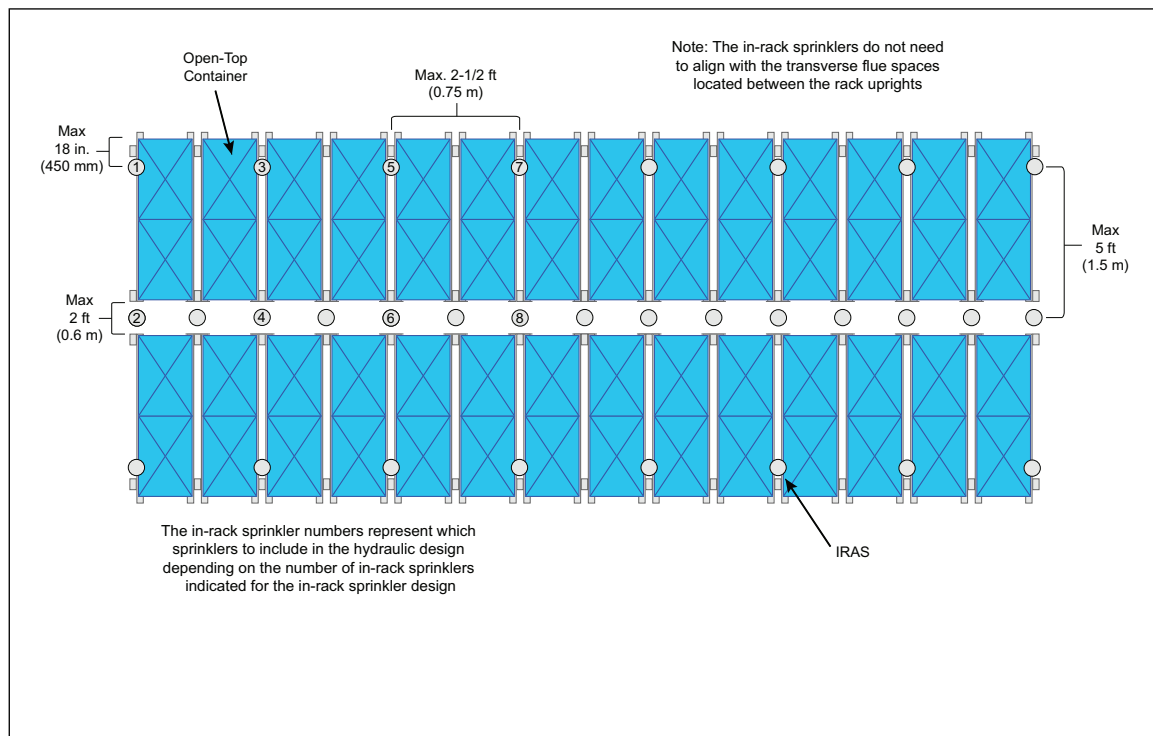 Open-Top
Container
Max. 2-1/2 ft
(0.75 m)
Note: The in-rack sprinklers do not need
to align with the transverse flue spaces
located between the rack uprights
Max
18 in.
(450 mm)
1
3
5
7
Max
5 ft
(1.5 m)
Max
2 ft
(0.6 m)
2
4
6
8
The in-rack sprinkler numbers represent which
sprinklers to include in the hydraulic design
depending on the number of in-rack sprinklers
indicated for the in-rack sprinkler design
IRAS